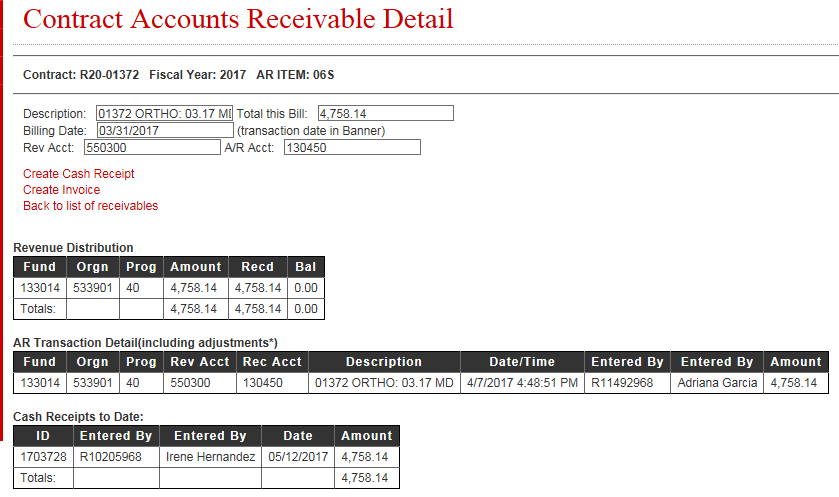 Contract Accounts Receivable Detail
Contract: R20-01372 Fiscal Year: 2017 AR ITEM: 06S
Description: 01372 ORTHO: 03.17 MD Total this Bill: 4,758.14
Billing Date: 03/31/2017 (transaction date in Banner)
Rev Acct: 550300 A/R Acct: 130450
Create Cash Receipt
Create Invoice
Back to list of receivables
Revenue Distribution
Fund Orgn Prog Amount Recd Bal
133014 533901 40 4,758.14 4,758.14 0.00
Totals: 4,758.14 4,758.14 0.00
AR Transaction Detail(including adjustments*)
Fund Orgn Prog Rev Acct Rec Acct Description Date/Time Entered By Entered By Amount
133014 533901 40 550300 130450 01372 ORTHO: 03.17 MD 4/7/2017 4:48:51 PM R11492968 Adriana Garcia 4,758.14
Cash Receipts to Date:
ID Entered By Entered By Date Amount
1703728 R10205968 Irene Hernandez 05/12/2017 4,758.14
Totals: 4,758.14